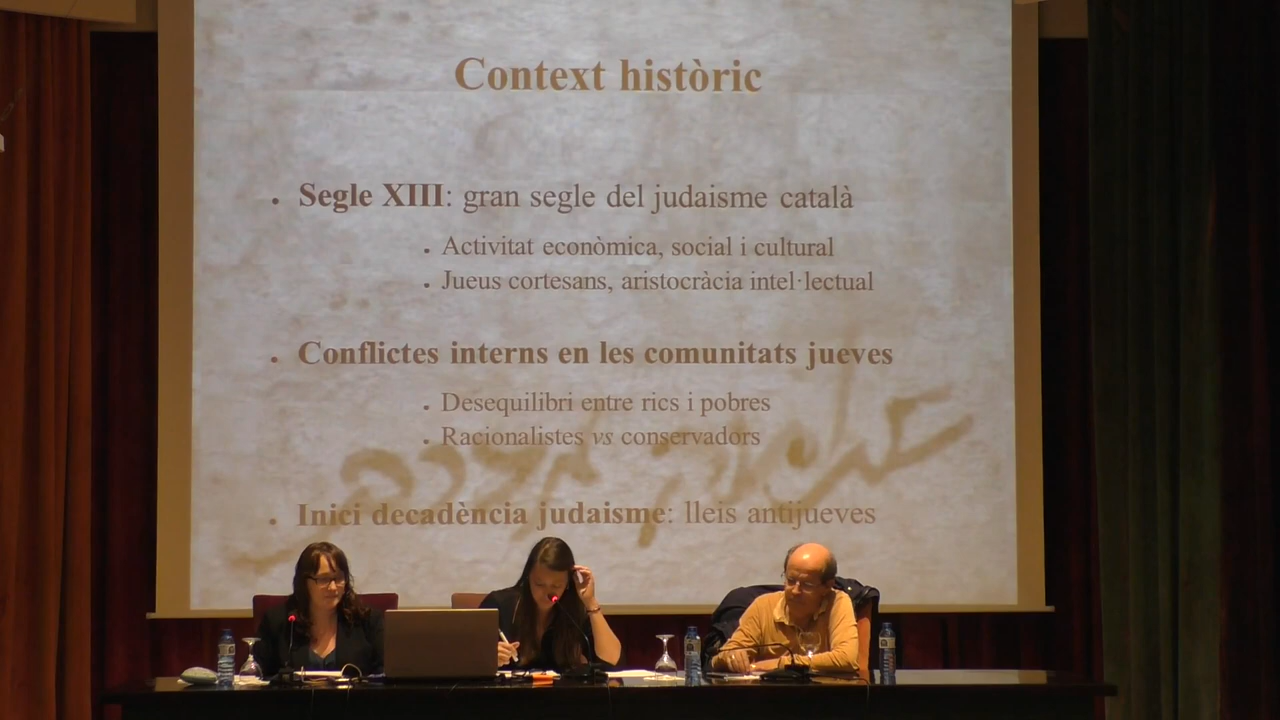 Context històric
• Segle XIII: gran segle del judaisme català
• Activitat econòmica, social i cultural
• Jueus cortesans, aristocràcia intel·lectual
• Conflictes interns en les comunitats jueves
• Desequilibri entre rics i pobres
• Racionalistes vs conservadors
• Inici decadència judaisme: lleis antijueves